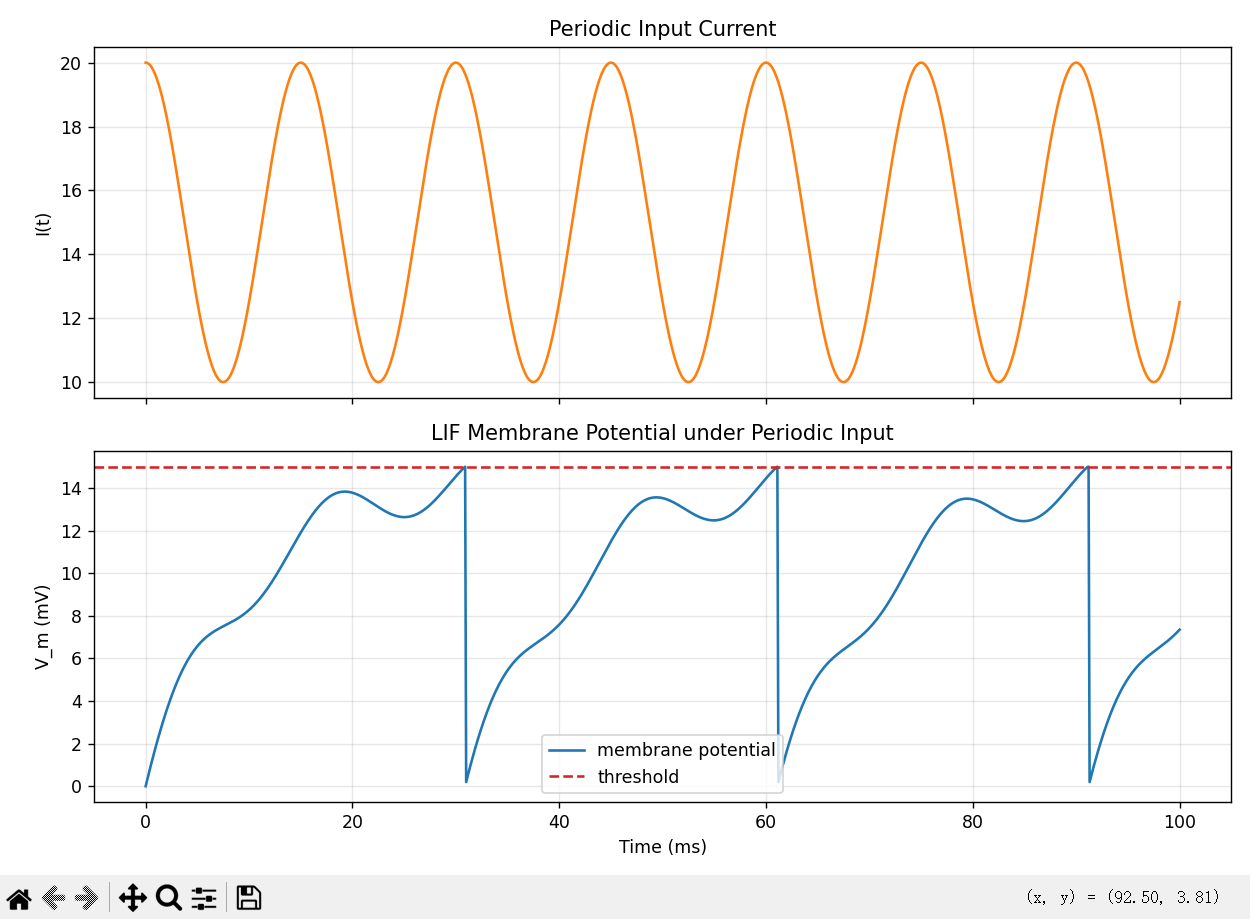 Periodic Input Current
I(t)
20
18
16
14
12
10
LIF Membrane Potential under Periodic Input
V_m (mV)
14
12
10
8
6
4
2
0
membrane potential
threshold
0 20 40 60 80 100
Time (ms)
(x, y) = (92.50, 3.81)